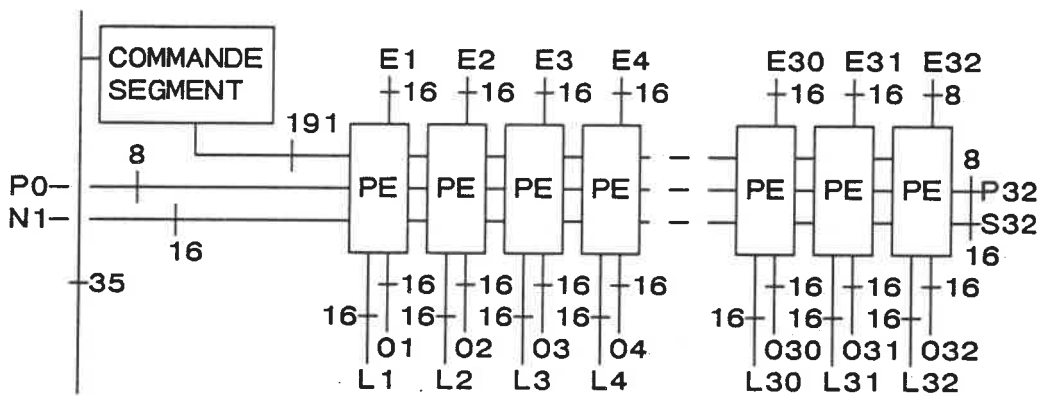 COMMANDE
SEGMENT
E1 E2 E3 E4 E30 E31 E32
16 16 16 16 16 16 8
191
8 8
P0 PE PE PE PE PE PE PE P32
N1 S32
16 16
35 16 16 16 16 16 16 16
16 16 16 16 16 16 16
O1 O2 O3 O4 O30 O31 O32
L1 L2 L3 L4 L30 L31 L32